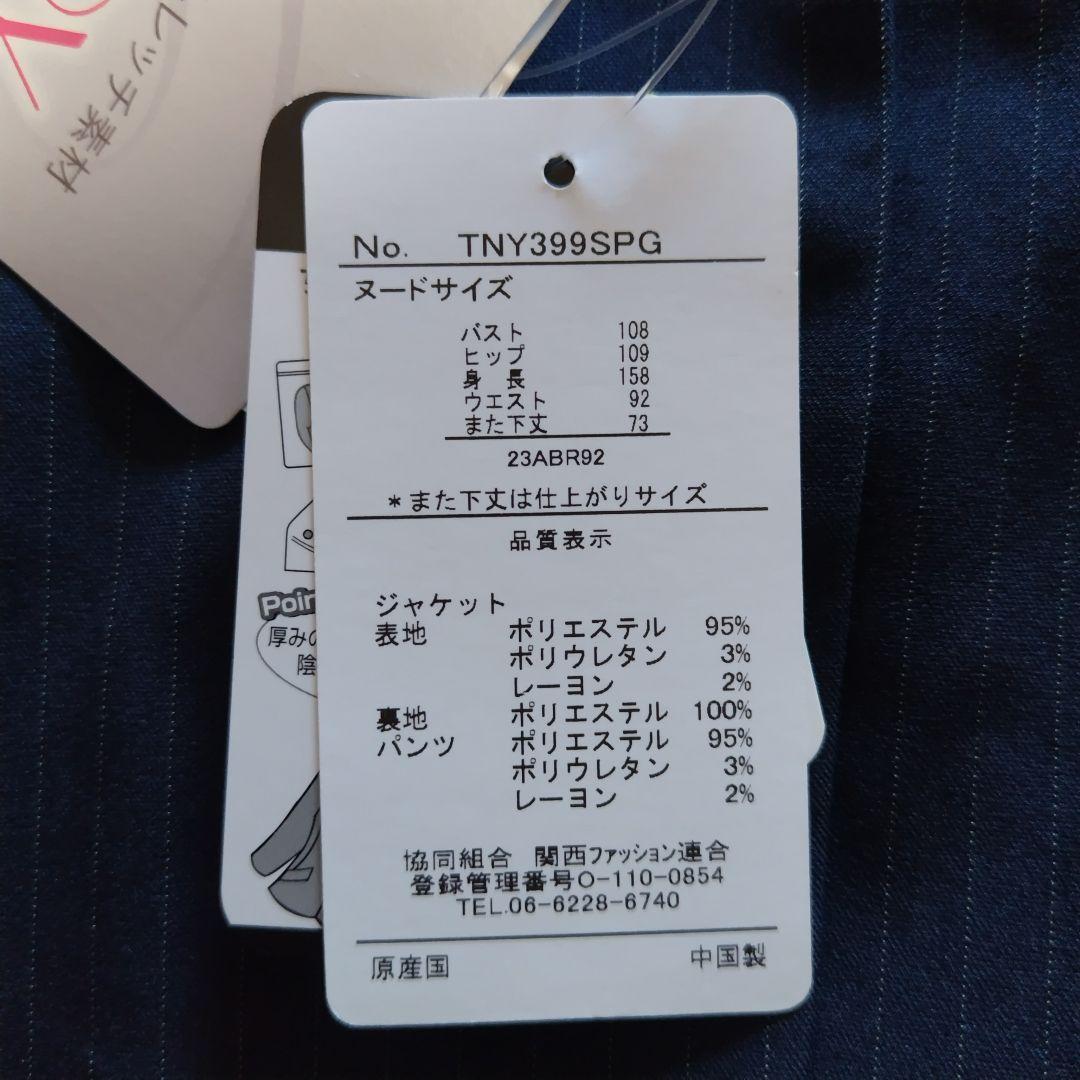 レッチ素材
No. TNY399SPG
ヌードサイズ
バスト 108
ヒップ 109
身 長 158
ウエスト 92
また下丈 73
23ABR92
*また下丈は仕上がりサイズ
品質表示
ジャケット
表地 ポリエステル 95%
ポリウレタン 3%
レーヨン 2%
裏地 ポリエステル 100%
パンツ ポリエステル 95%
ポリウレタン 3%
レーヨン 2%
協同組合 関西ファッション連合
登録管理番号O-110-0854
TEL.06-6228-6740
原産国 中国製
Poin
厚みの
陰